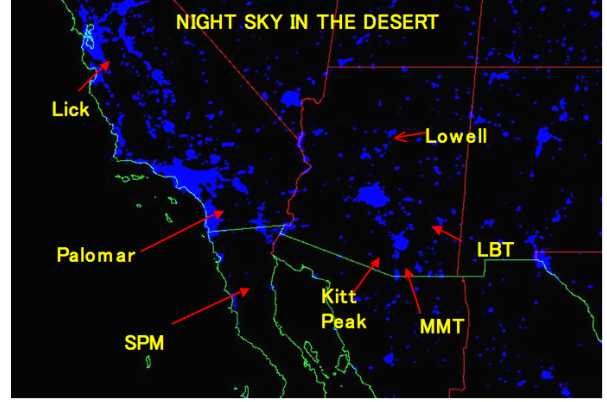 NIGHT SKY IN THE DESERT
Lick
Lowell
Palomar
LBT
Kitt
Peak
MMT
SPM